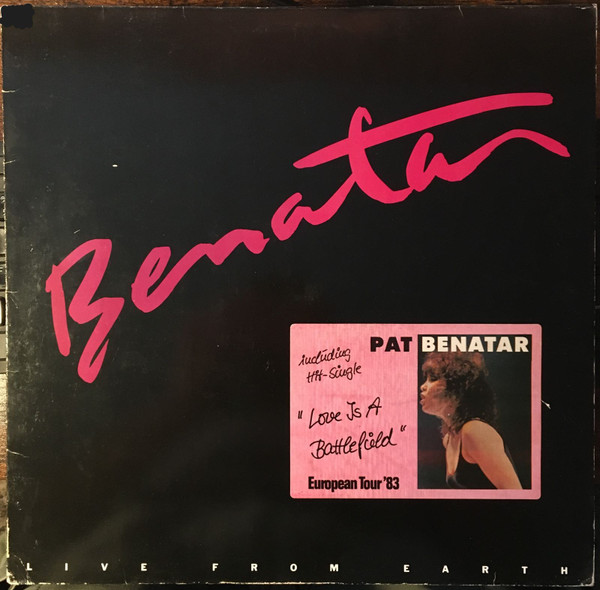 Benatar
PAT BENATAR
including
Hit-Single
"Love Is A
Battlefield"
European Tour '83
LIVE FROM EARTH